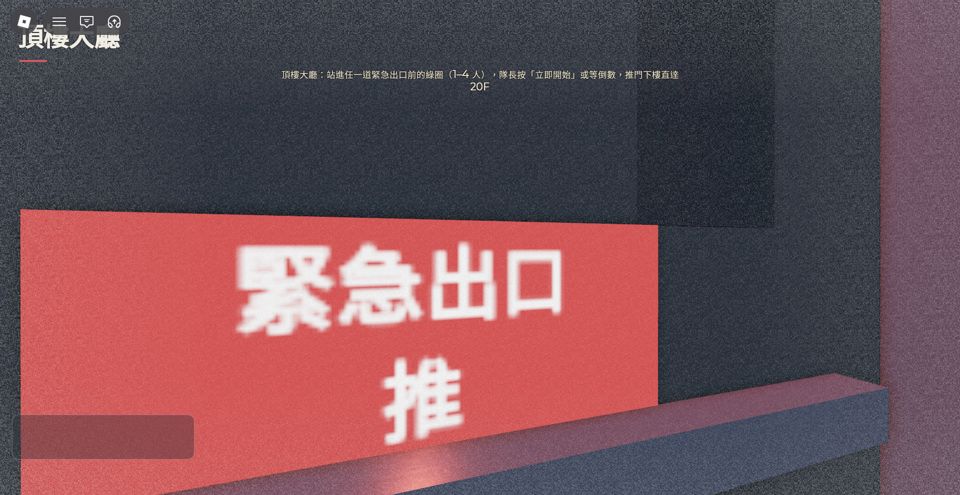 頂樓大廳
頂樓大廳：站進任一道緊急出口前的綠圈（1–4 人），隊長按「立即開始」或等倒數，推門下樓直達
20F
緊急出口
推